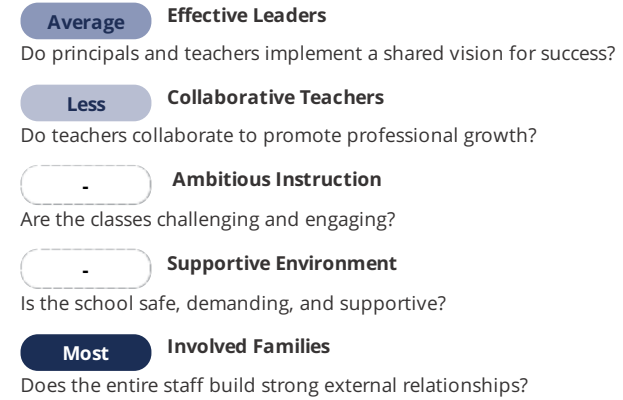 Average Effective Leaders
Do principals and teachers implement a shared vision for success?
Less Collaborative Teachers
Do teachers collaborate to promote professional growth?
- Ambitious Instruction
Are the classes challenging and engaging?
- Supportive Environment
Is the school safe, demanding, and supportive?
Most Involved Families
Does the entire staff build strong external relationships?